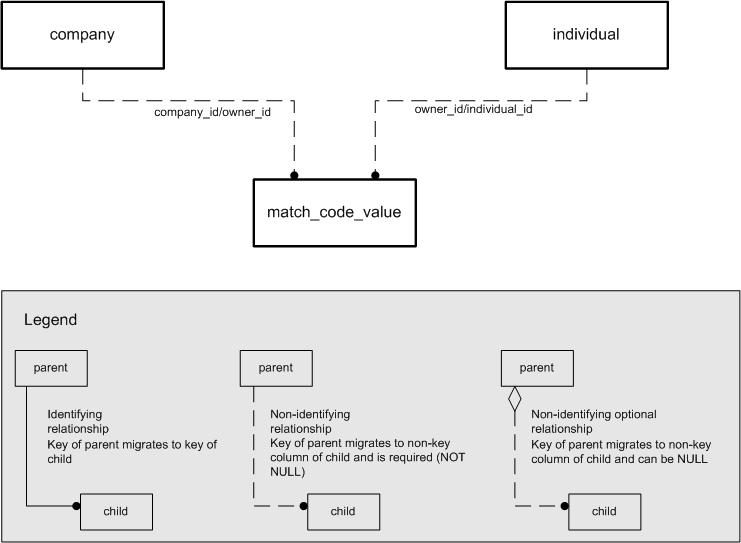 company
individual
company_id/owner_id
owner_id/individual_id
match_code_value
Legend
parent
Identifying
relationship
Key of parent migrates to key of
child
child
parent
Non-identifying
relationship
Key of parent migrates to non-key
column of child and is required (NOT
NULL)
child
parent
Non-identifying optional
relationship
Key of parent migrates to non-key
column of child and can be NULL
child